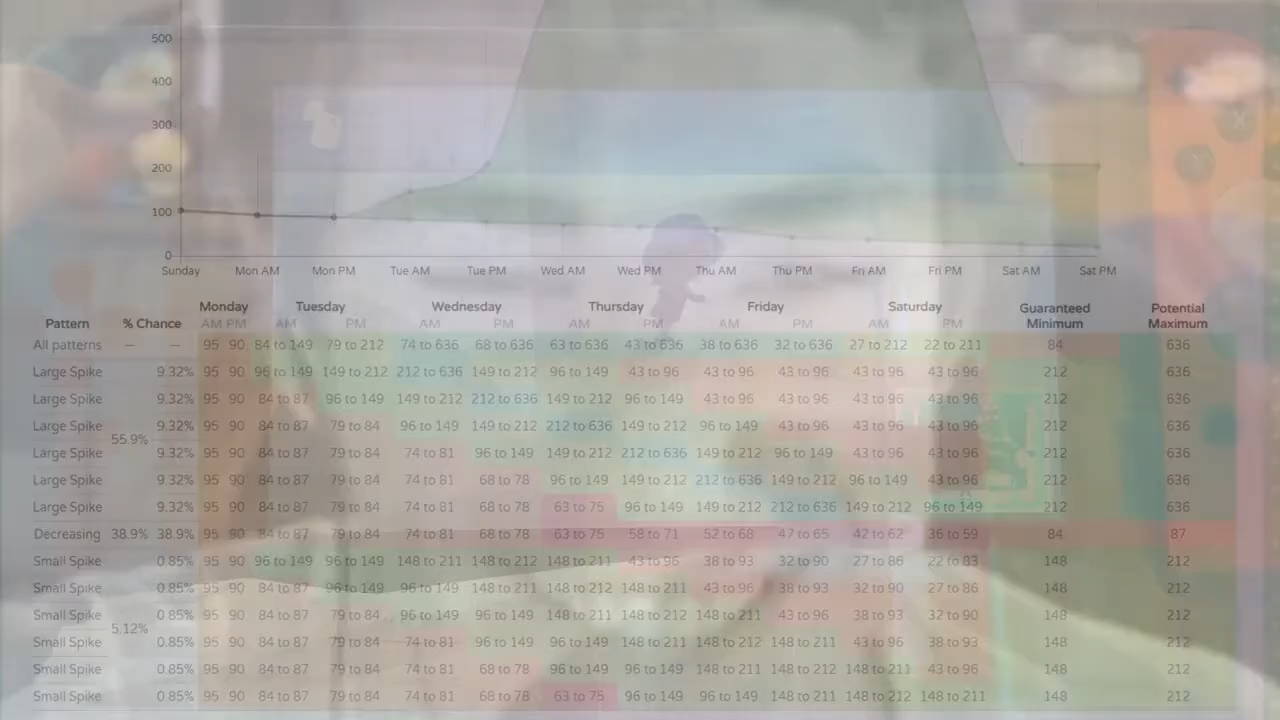 500
400
300
200
100
0
Sunday Mon AM Mon PM Tue AM Tue PM Wed AM Wed PM Thu AM Thu PM Fri AM Fri PM Sat AM Sat PM
Monday Tuesday Wednesday Thursday Friday Saturday Guaranteed Minimum Potential Maximum
Pattern % Chance AM PM AM PM AM PM AM PM AM PM AM PM
All patterns — — 95 90 84 to 149 79 to 212 74 to 636 68 to 636 63 to 636 43 to 636 38 to 636 32 to 636 27 to 212 22 to 211 84 636
Large Spike 9.32% 95 90 96 to 149 149 to 212 212 to 636 149 to 212 96 to 149 43 to 96 43 to 96 43 to 96 43 to 96 43 to 96 212 636
Large Spike 9.32% 95 90 84 to 87 96 to 149 149 to 212 212 to 636 149 to 212 96 to 149 43 to 96 43 to 96 43 to 96 43 to 96 212 636
Large Spike 9.32% 95 90 84 to 87 79 to 84 96 to 149 149 to 212 212 to 636 149 to 212 96 to 149 43 to 96 43 to 96 43 to 96 212 636
55.9%
Large Spike 9.32% 95 90 84 to 87 79 to 84 74 to 81 96 to 149 149 to 212 212 to 636 149 to 212 96 to 149 43 to 96 43 to 96 212 636
Large Spike 9.32% 95 90 84 to 87 79 to 84 74 to 81 68 to 78 96 to 149 149 to 212 212 to 636 149 to 212 96 to 149 43 to 96 212 636
Large Spike 9.32% 95 90 84 to 87 79 to 84 74 to 81 68 to 78 63 to 75 96 to 149 149 to 212 212 to 636 149 to 212 96 to 149 212 636
Decreasing 38.9% 38.9% 95 90 84 to 87 79 to 84 74 to 81 68 to 78 63 to 75 58 to 71 52 to 68 47 to 65 42 to 62 36 to 59 84 87
Small Spike 0.85% 95 90 96 to 149 96 to 149 148 to 211 148 to 212 148 to 211 43 to 96 38 to 93 32 to 90 27 to 86 22 to 83 148 212
Small Spike 0.85% 95 90 84 to 87 96 to 149 96 to 149 148 to 211 148 to 212 148 to 211 43 to 96 38 to 93 32 to 90 27 to 86 148 212
Small Spike 0.85% 95 90 84 to 87 79 to 84 96 to 149 96 to 149 148 to 211 148 to 212 148 to 211 43 to 96 38 to 93 32 to 90 148 212
5.12%
Small Spike 0.85% 95 90 84 to 87 79 to 84 74 to 81 96 to 149 96 to 149 148 to 211 148 to 212 148 to 211 43 to 96 38 to 93 148 212
Small Spike 0.85% 95 90 84 to 87 79 to 84 74 to 81 68 to 78 96 to 149 96 to 149 148 to 211 148 to 212 148 to 211 43 to 96 148 212
Small Spike 0.85% 95 90 84 to 87 79 to 84 74 to 81 68 to 78 63 to 75 96 to 149 96 to 149 148 to 211 148 to 212 148 to 211 148 212
X
Y